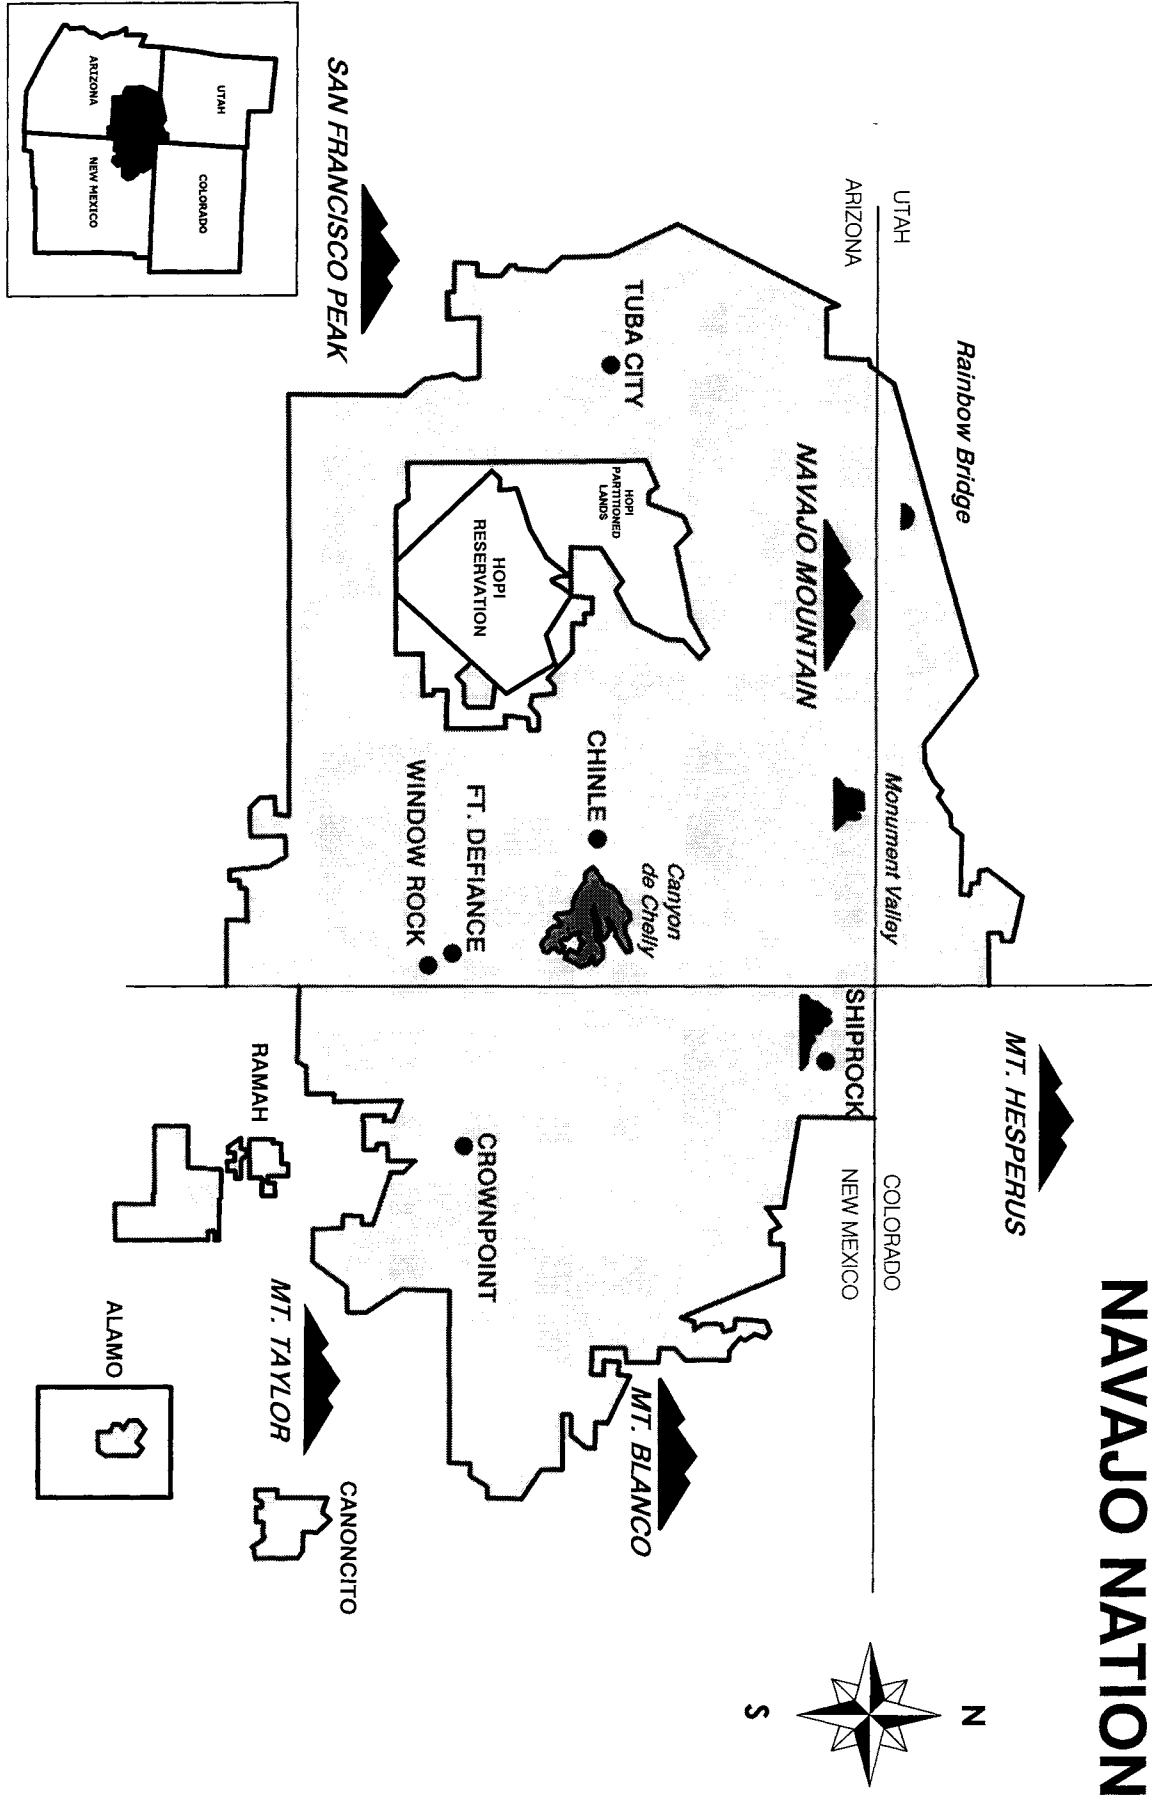 NAVAJO NATION
N
S
MT. HESPERUS
Rainbow Bridge
UTAH
ARIZONA
COLORADO
NEW MEXICO
Monument Valley
SHIPROCK
NAVAJO MOUNTAIN
TUBA CITY
HOPI
PARTITIONED
LANDS
HOPI
RESERVATION
CHINLE
Canyon
de Chelly
MT. BLANCO
FT. DEFIANCE
WINDOW ROCK
CROWNPOINT
SAN FRANCISCO PEAK
RAMAH
MT. TAYLOR
CANONCITO
ALAMO
UTAH
COLORADO
ARIZONA
NEW MEXICO